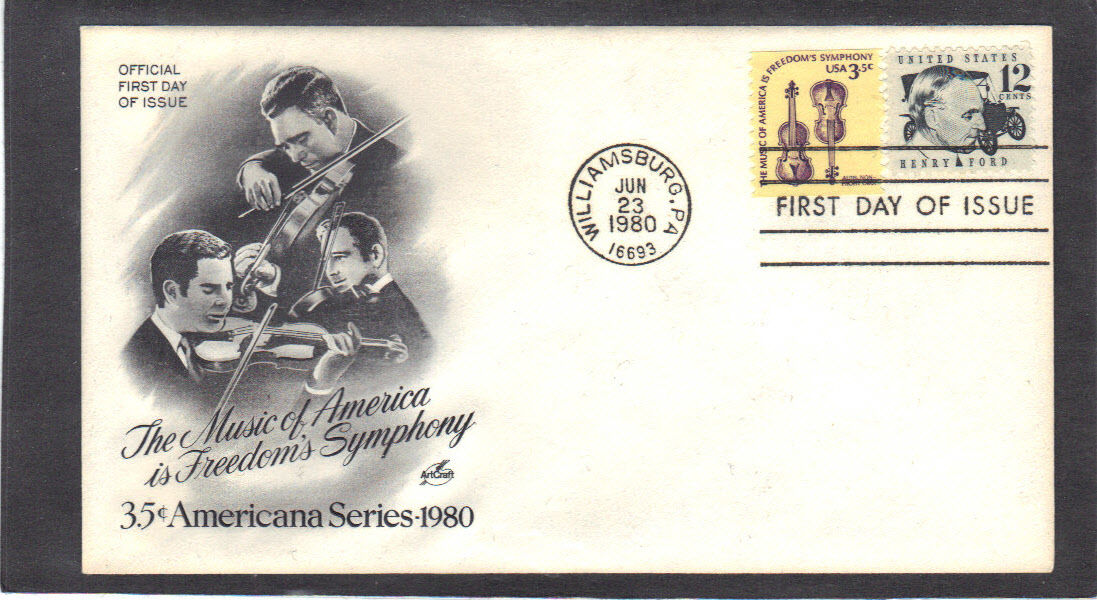 OFFICIAL
FIRST DAY
OF ISSUE
The Music of America
is Freedom's Symphony
ArtCraft
3.5¢ Americana Series·1980
WILLIAMSBURG, PA
JUN
23
1980
16693
THE MUSIC OF AMERICA IS FREEDOM'S SYMPHONY
USA 3.5c
UNITED STATES
12
CENTS
HENRY FORD
FIRST DAY OF ISSUE